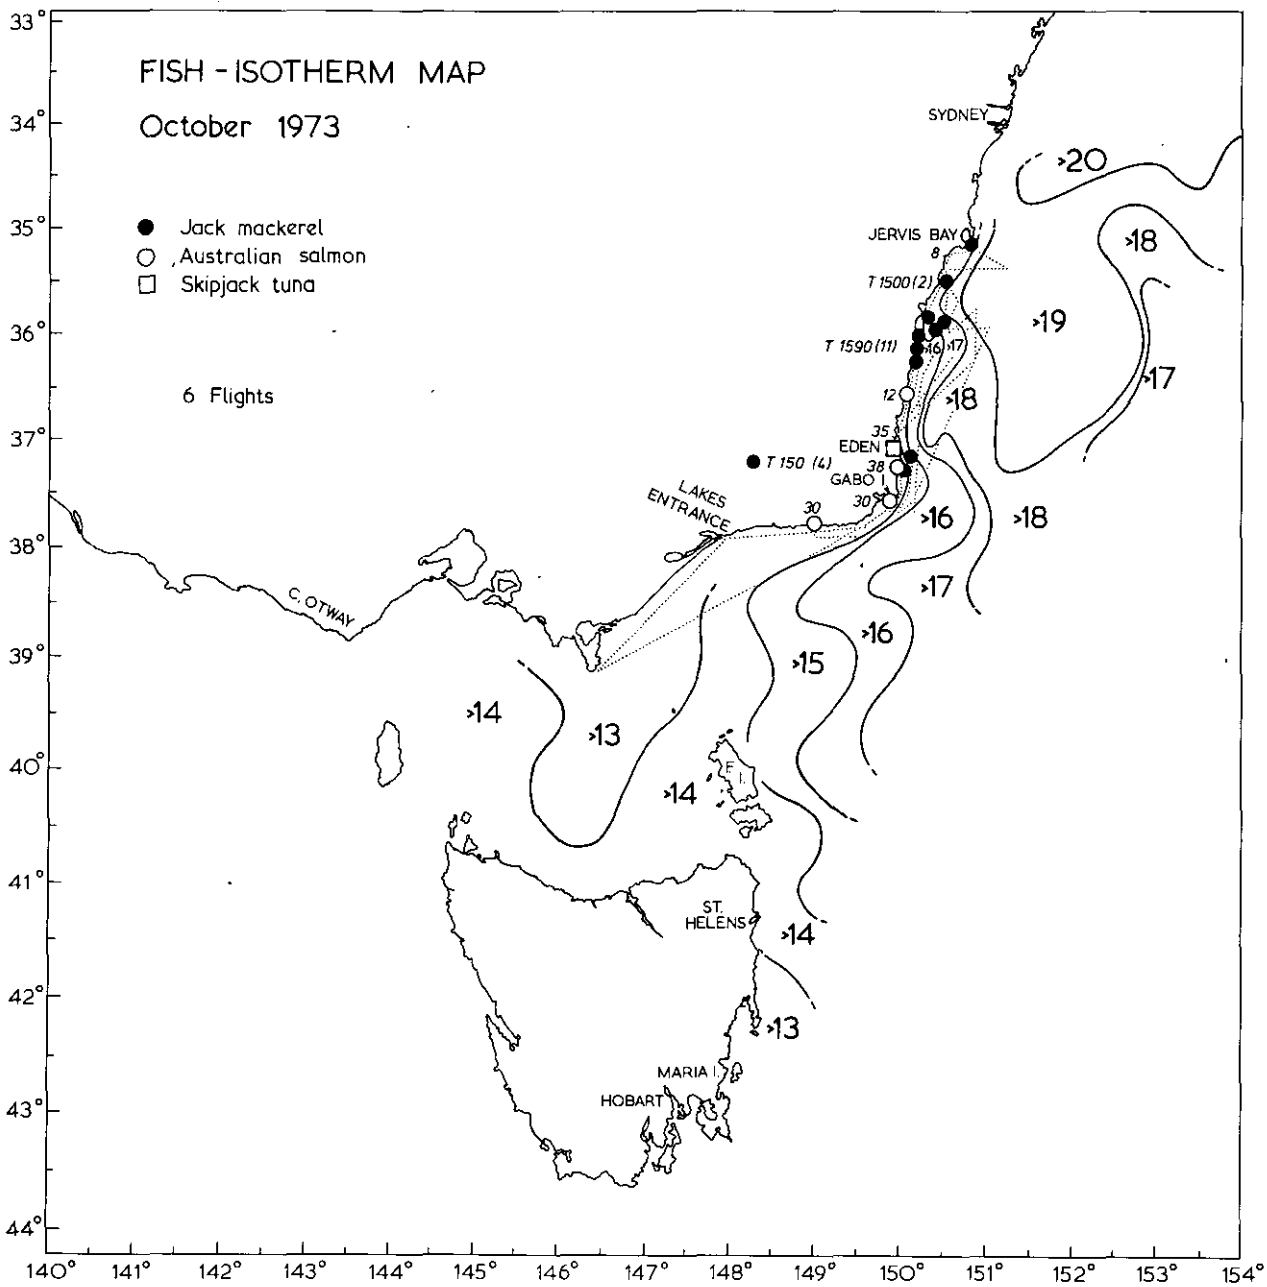 33°
FISH - ISOTHERM MAP
October 1973
34°
SYDNEY
>20
Jack mackerel
Australian salmon
Skipjack tuna
35°
JERVIS BAY
8
>18
T 1500 (2)
>19
36°
T 1590 (11)
>16
>17
6 Flights
12
>18
>17
37°
35
EDEN
T 150 (4)
38
GABO I.
LAKES
ENTRANCE
30
30
>16
>18
38°
C. OTWAY
>17
>16
39°
>15
>14
>13
40°
F.
I.
>14
41°
ST.
HELENS
>14
42°
>13
MARIA I.
43°
HOBART
44°
140° 141° 142° 143° 144° 145° 146° 147° 148° 149° 150° 151° 152° 153° 154°